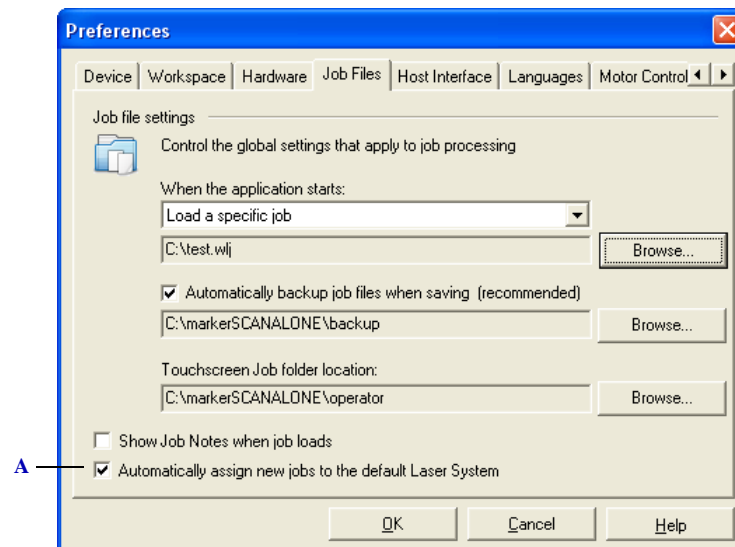 Preferences
Device Workspace Hardware Job Files Host Interface Languages Motor Control
Job file settings
Control the global settings that apply to job processing
When the application starts:
Load a specific job
C:\test.wlj
Browse...
Automatically backup job files when saving (recommended)
C:\markerSCANALONE\backup
Browse...
Touchscreen Job folder location:
C:\markerSCANALONE\operator
Browse...
Show Job Notes when job loads
A
Automatically assign new jobs to the default Laser System
OK Cancel Help